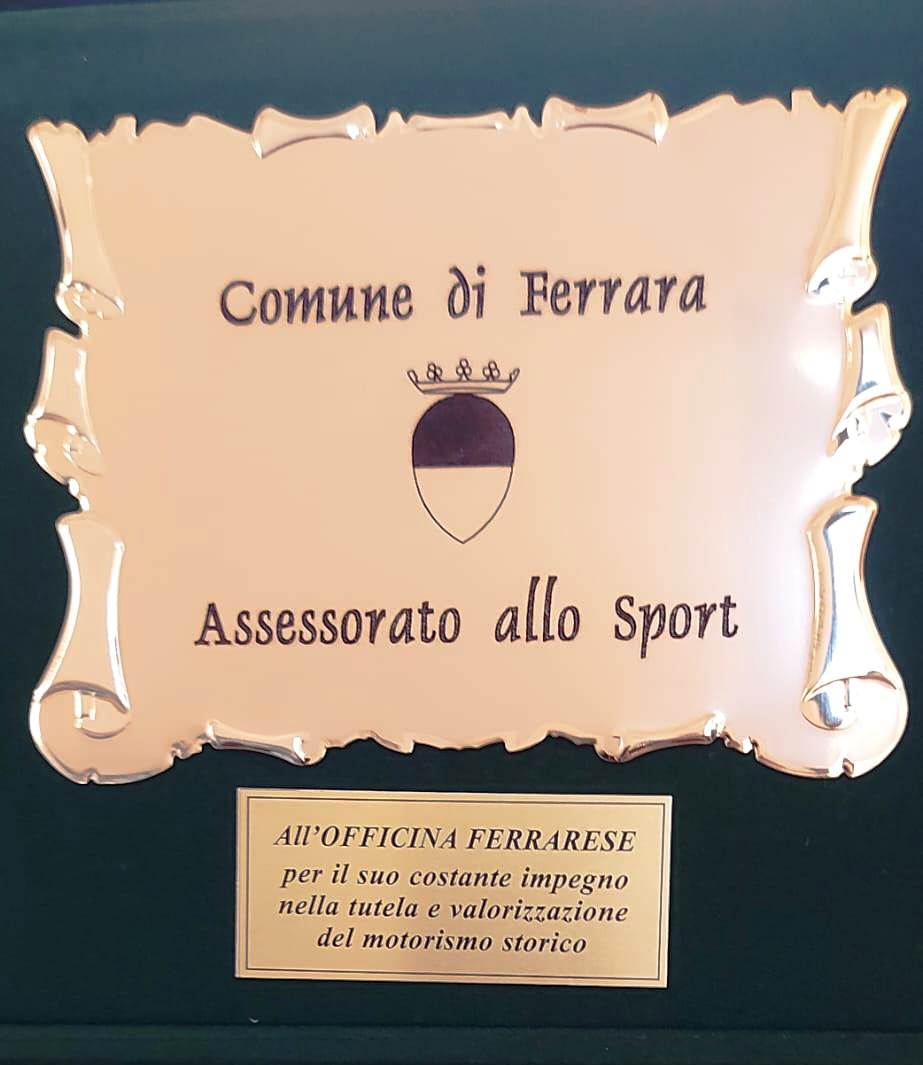 Comune di Ferrara
Assessorato allo Sport
All'OFFICINA FERRARESE
per il suo costante impegno
nella tutela e valorizzazione
del motorismo storico